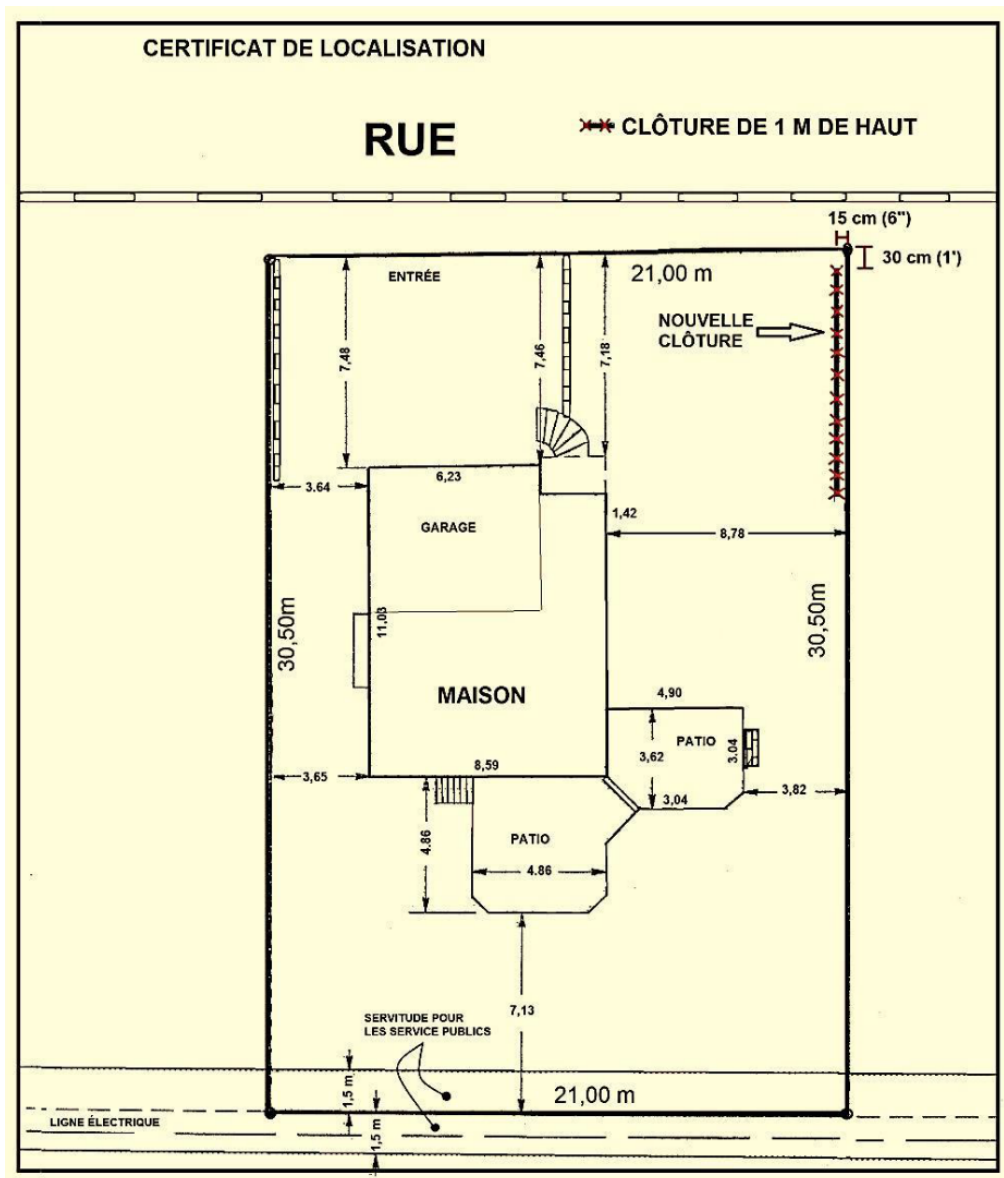 CERTIFICAT DE LOCALISATION
RUE
CLÔTURE DE 1 M DE HAUT
15 cm (6")
30 cm (1')
ENTRÉE
21,00 m
NOUVELLE
CLÔTURE
7,48
7,46
7,18
3.64
6,23
GARAGE
1,42
8,78
30,50m
11,03
30,50m
MAISON
4,90
PATIO
3,62
3.04
3,65
8,59
3,04
3,82
4.86
PATIO
4.86
7,13
SERVITUDE POUR
LES SERVICE PUBLICS
1,5 m
21,00 m
LIGNE ÉLECTRIQUE
1,5 m